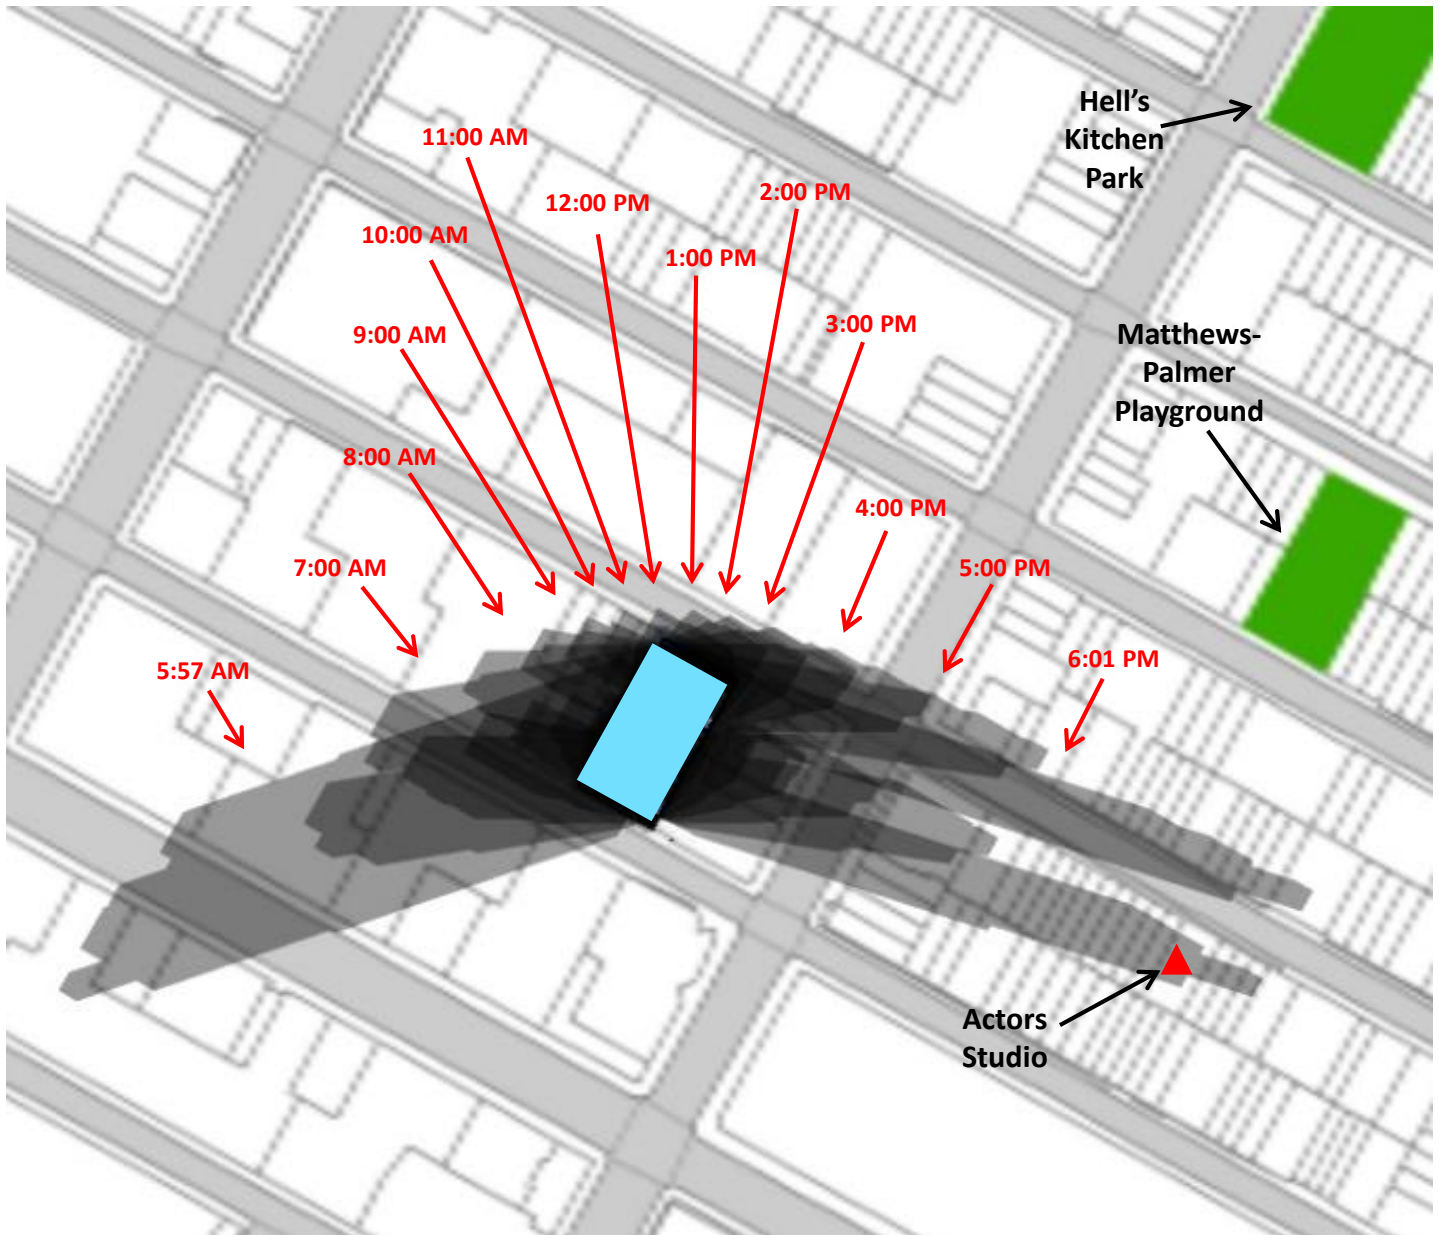 Hell's
Kitchen
Park
11:00 AM
2:00 PM
12:00 PM
10:00 AM
1:00 PM
3:00 PM
9:00 AM
Matthews-
Palmer
Playground
8:00 AM
4:00 PM
7:00 AM
5:00 PM
5:57 AM
6:01 PM
Actors
Studio